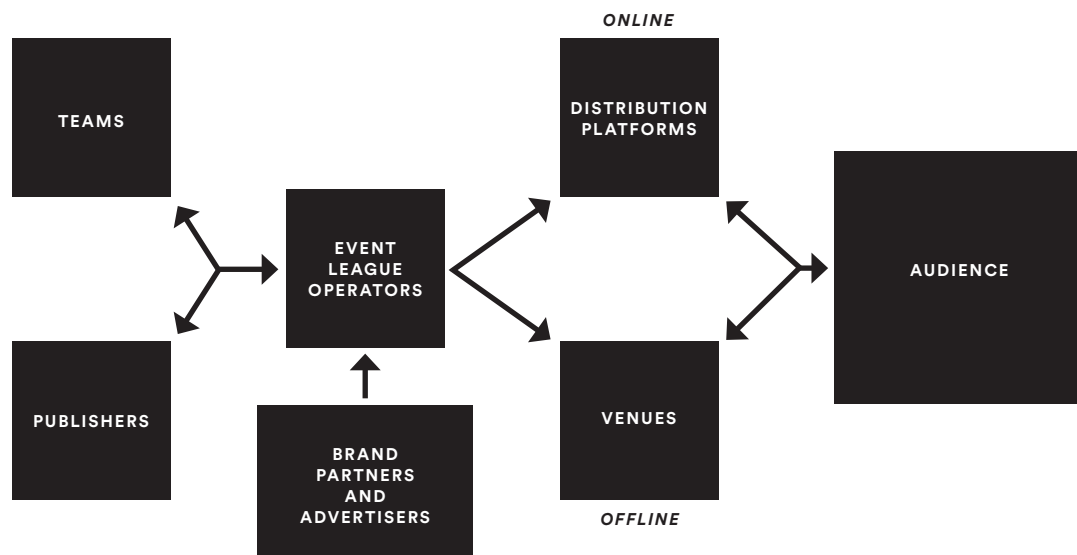 ONLINE
TEAMS
DISTRIBUTION
PLATFORMS
EVENT
LEAGUE
OPERATORS
AUDIENCE
PUBLISHERS
VENUES
BRAND
PARTNERS
AND
ADVERTISERS
OFFLINE